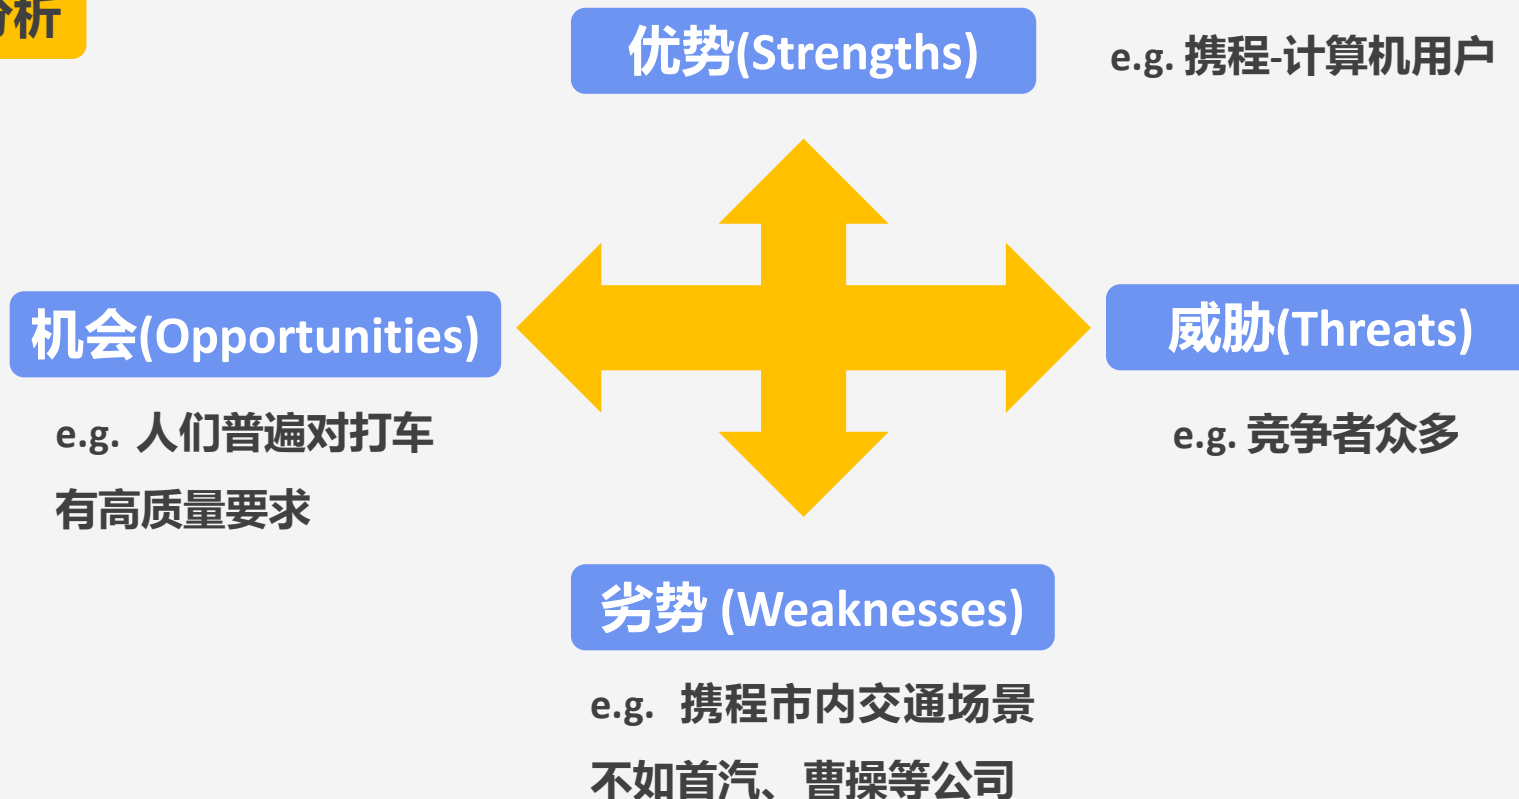 分析
优势(Strengths)
e.g. 携程-计算机用户
机会(Opportunities)
威胁(Threats)
e.g. 人们普遍对打车
有高质量要求
e.g. 竞争者众多
劣势 (Weaknesses)
e.g. 携程市内交通场景
不如首汽、曹操等公司